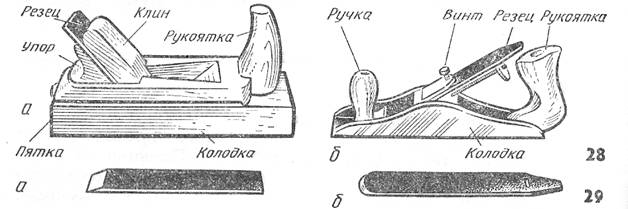 Резец
Клин
Рукоятка
Упор
а
Пятка
Колодка
Ручка
Винт
Резец
Рукоятка
б
Колодка
28
а
б
29